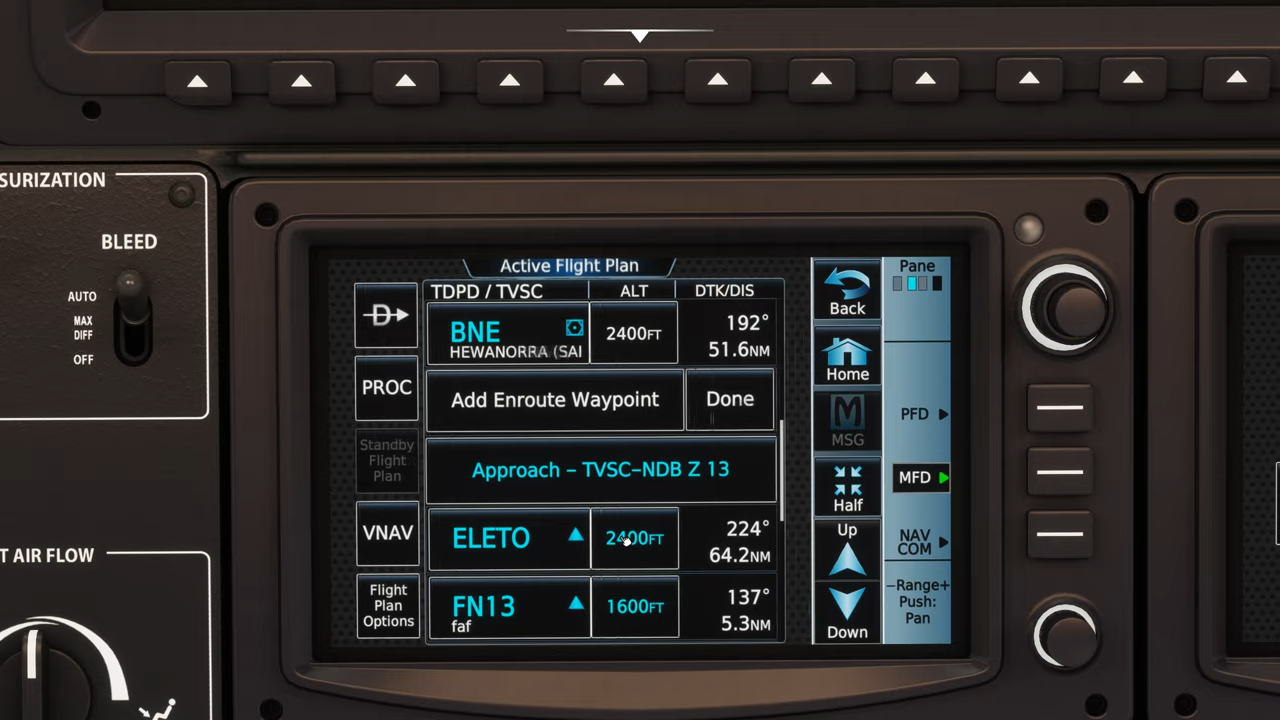 SURIZATION
BLEED
AUTO
MAX
DIFF
OFF
T AIR FLOW
Active Flight Plan
TDPD / TVSC ALT DTK/DIS
BNE 2400FT 192°
HEWANORRA (SAI 51.6NM
Add Enroute Waypoint Done
Approach – TVSC–NDB Z 13
ELETO 2400FT 224°
64.2NM
FN13 1600FT 137°
faf 5.3NM
D
PROC
Standby
Flight
Plan
VNAV
Flight
Plan
Options
Back
Home
M
MSG
Half
Up
Down
Pane
PFD
MFD
NAV
COM
–Range+
Push:
Pan